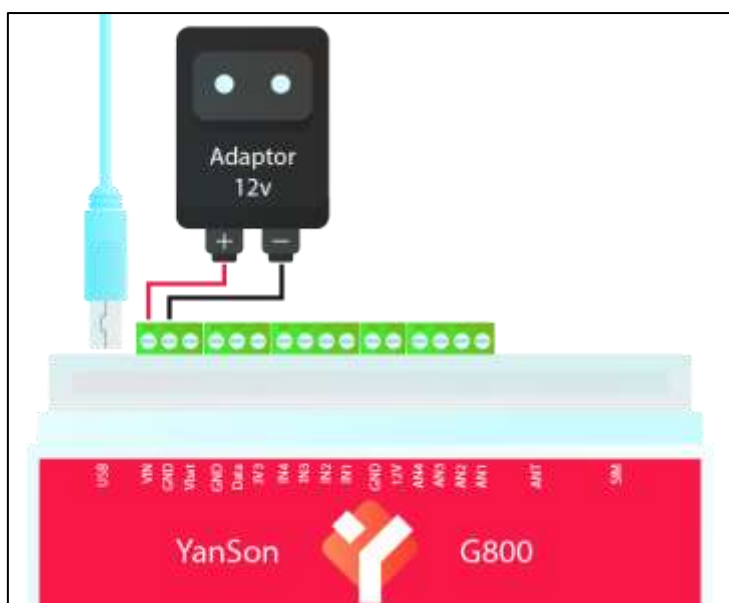 Adaptor
12v
+ −
USB VIN GND Vbat GND Data 3V3 IN4 IN3 IN2 IN1 GND 12V AN4 AN3 AN2 AN1 ANT SIM
YanSon G800